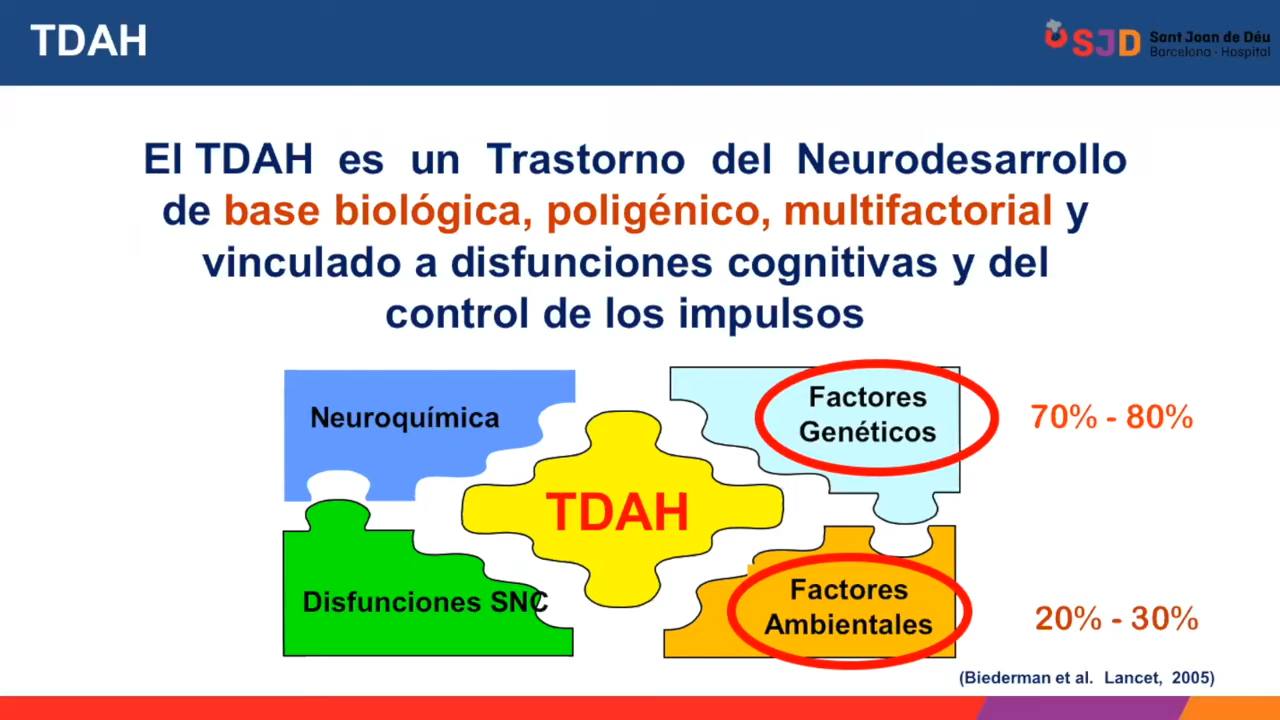 TDAH
SJD
Sant Joan de Déu
Barcelona - Hospital
El TDAH es un Trastorno del Neurodesarrollo
de base biológica, poligénico, multifactorial y
vinculado a disfunciones cognitivas y del
control de los impulsos
Neuroquímica
Factores
Genéticos
70% - 80%
TDAH
Disfunciones SNC
Factores
Ambientales
20% - 30%
(Biederman et al. Lancet, 2005)